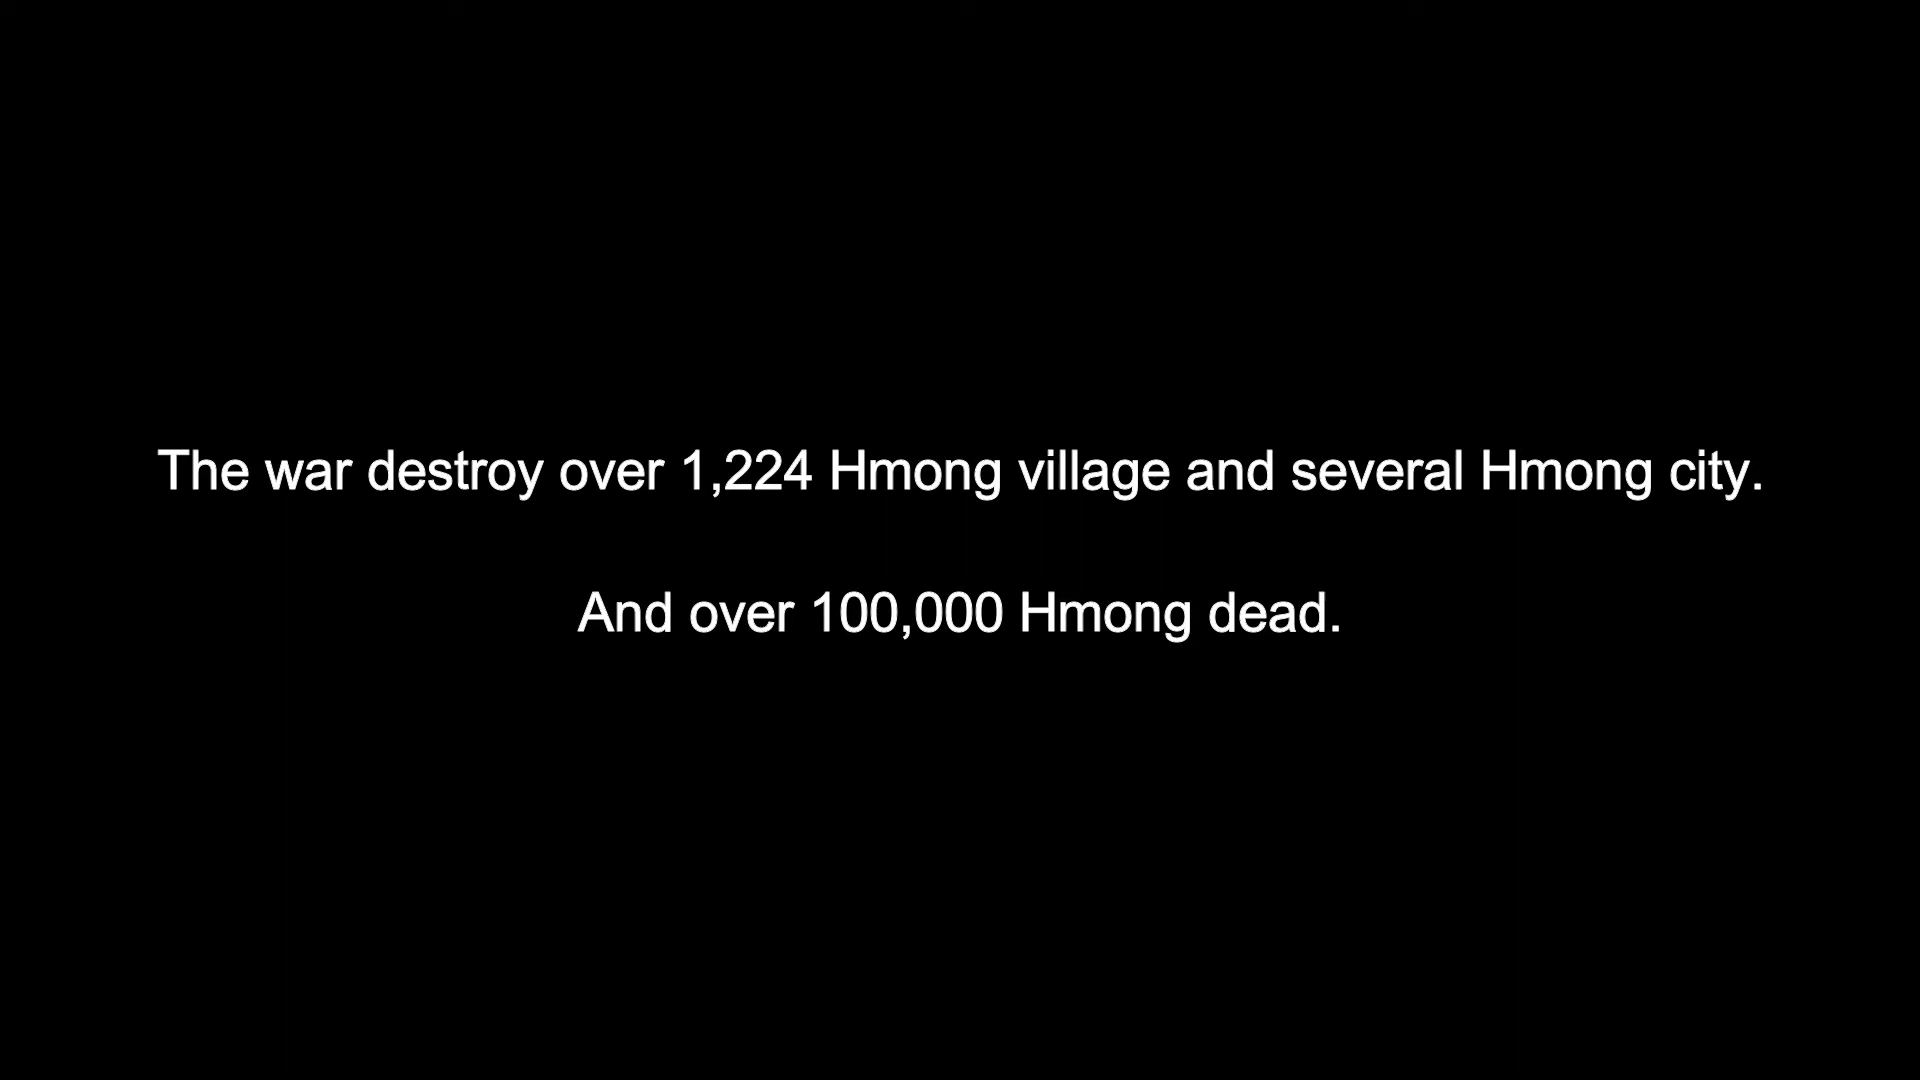 The war destroy over 1,224 Hmong village and several Hmong city.
And over 100,000 Hmong dead.